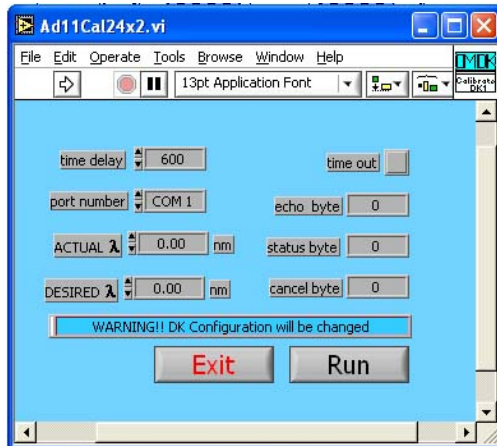 Ad11Cal24x2.vi
File Edit Operate Tools Browse Window Help
13pt Application Font
Calibrate
DK1
time delay 600 time out
port number COM 1 echo byte 0
ACTUAL λ 0.00 nm status byte 0
DESIRED λ 0.00 nm cancel byte 0
WARNING!! DK Configuration will be changed
Exit Run